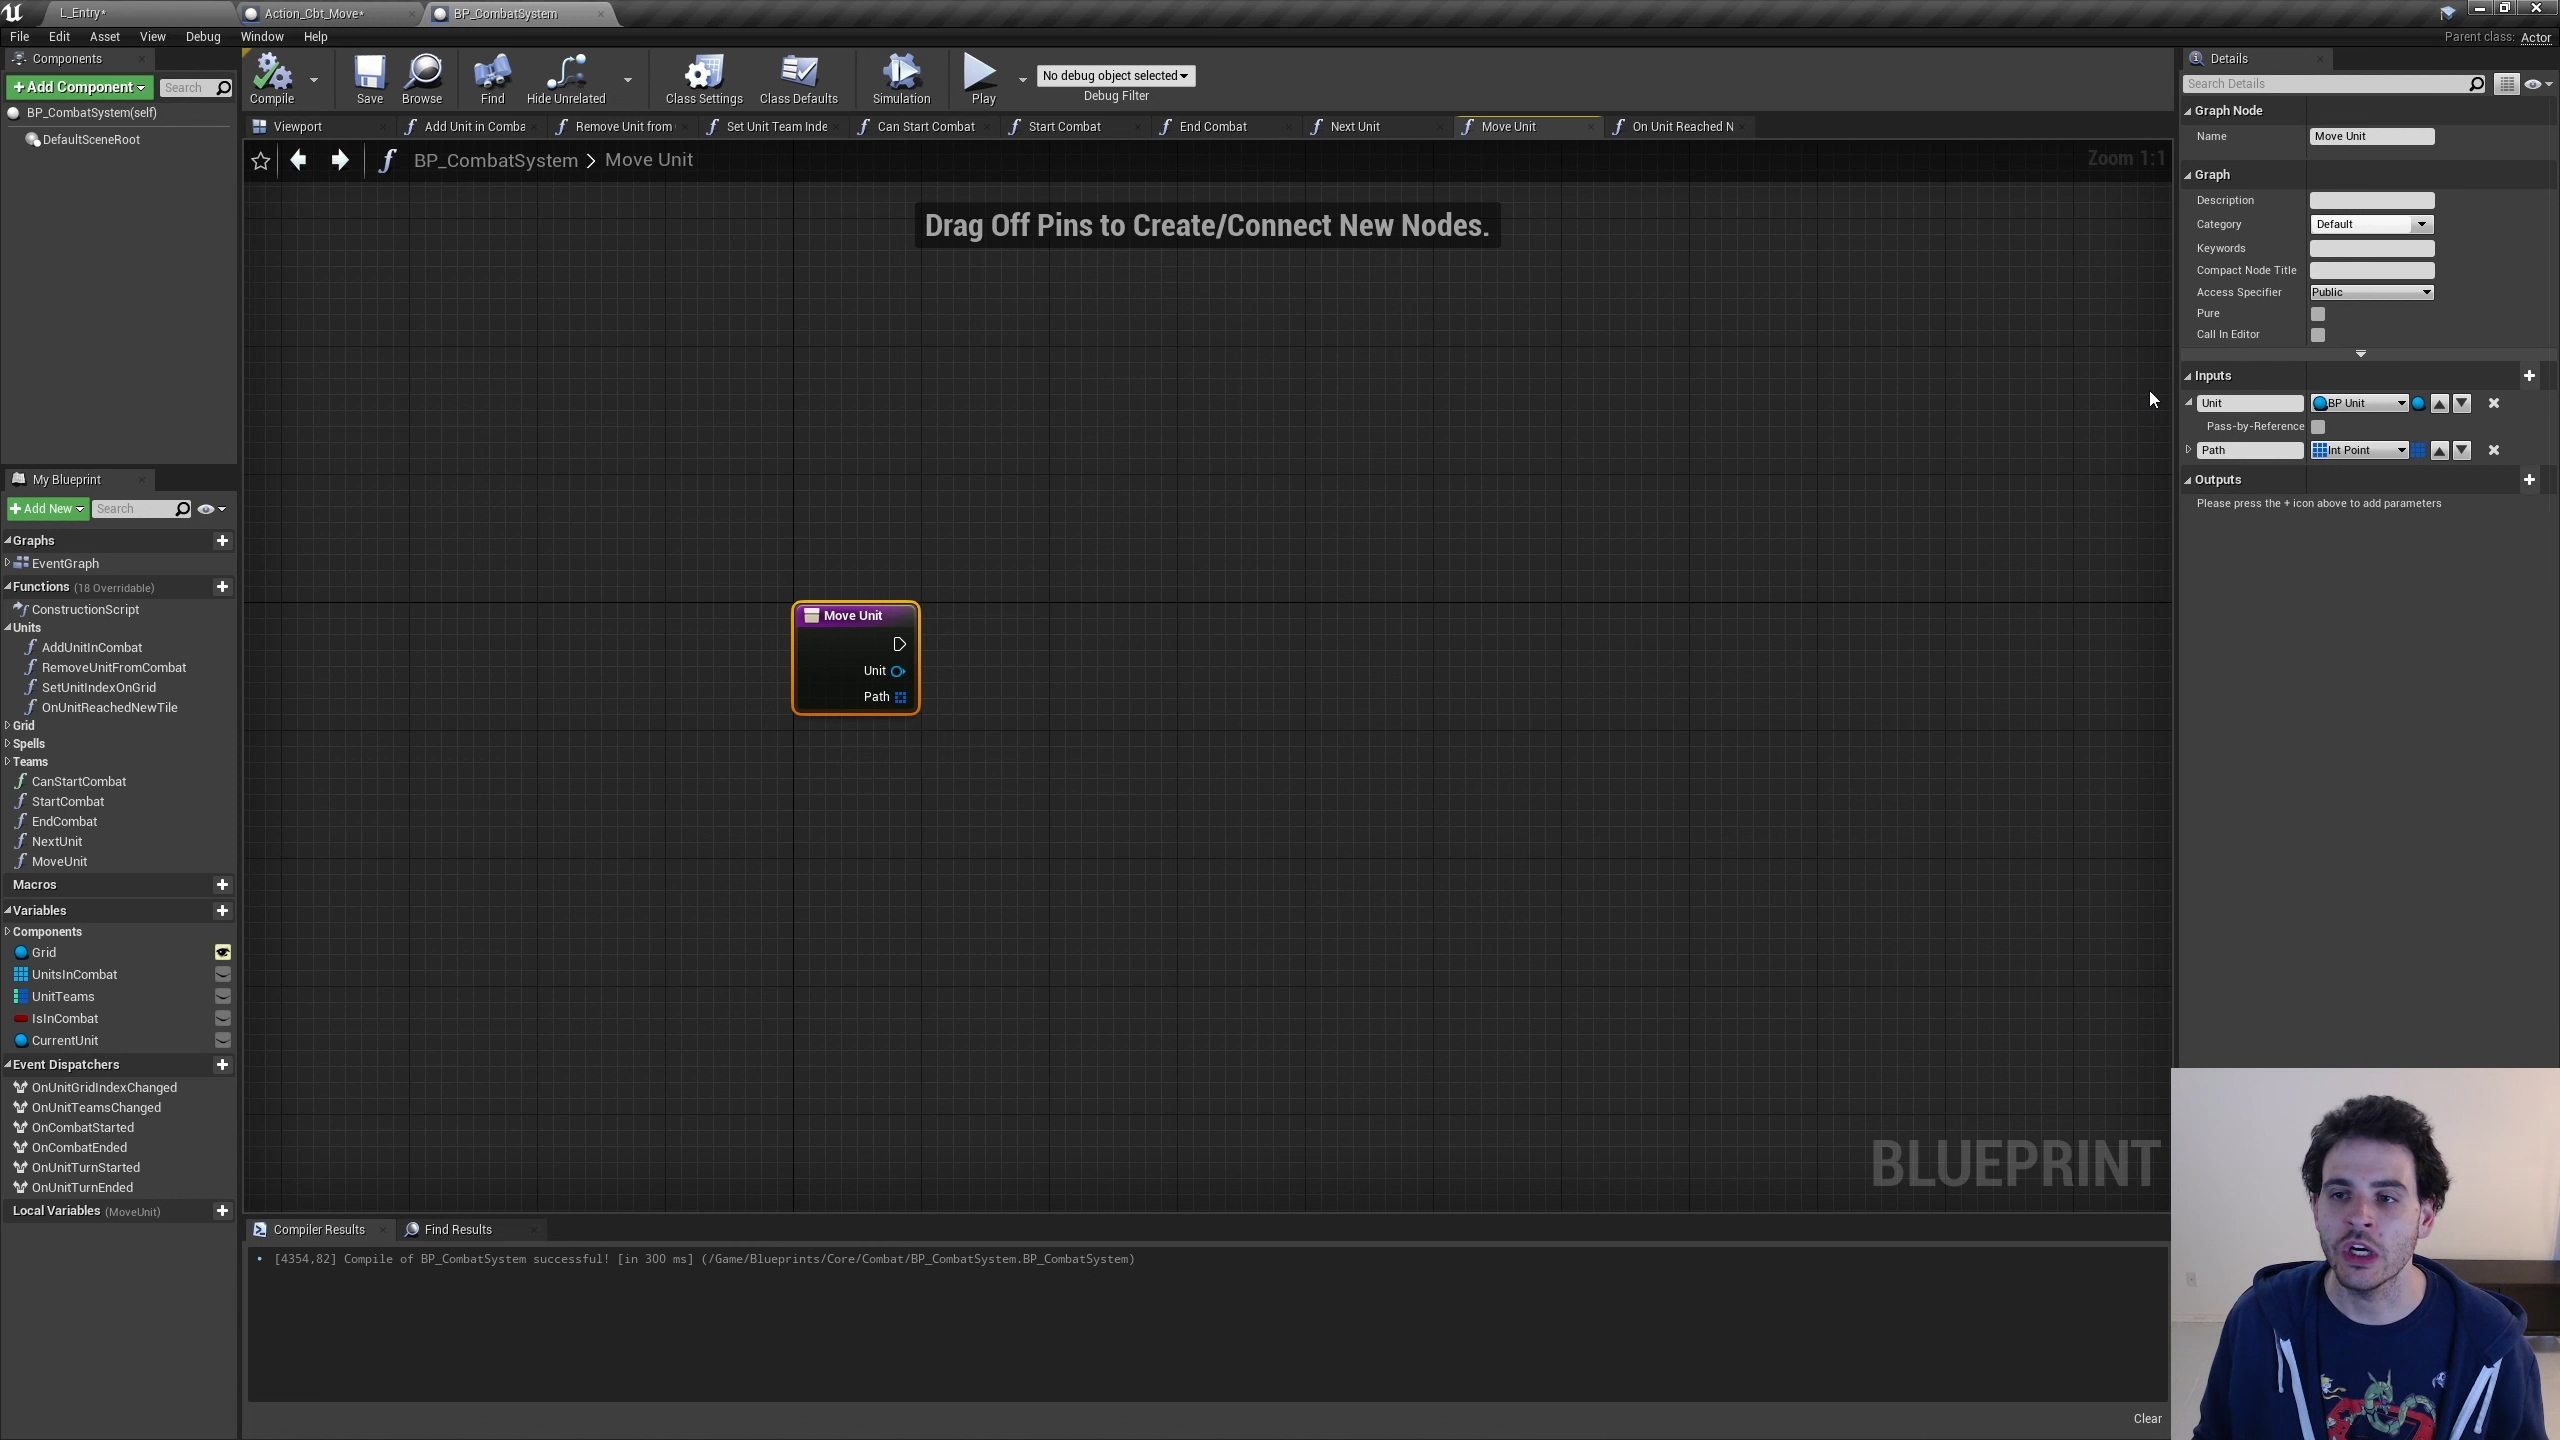 L_Entry*
Action_Cbt_Move*
BP_CombatSystem
File
Edit
Asset
View
Debug
Window
Help
Parent class: Actor
Components
+Add Component
Search
BP_CombatSystem(self)
DefaultSceneRoot
Compile
Save
Browse
Find
Hide Unrelated
Class Settings
Class Defaults
Simulation
Play
No debug object selected
Debug Filter
Viewport
Add Unit in Comba
Remove Unit from
Set Unit Team Inde
Can Start Combat
Start Combat
End Combat
Next Unit
Move Unit
On Unit Reached N
BP_CombatSystem > Move Unit
Zoom 1:1
Drag Off Pins to Create/Connect New Nodes.
Move Unit
Unit
Path
BLUEPRINT
My Blueprint
+Add New
Search
Graphs
EventGraph
Functions (18 Overridable)
ConstructionScript
Units
AddUnitInCombat
RemoveUnitFromCombat
SetUnitIndexOnGrid
OnUnitReachedNewTile
Grid
Spells
Teams
CanStartCombat
StartCombat
EndCombat
NextUnit
MoveUnit
Macros
Variables
Components
Grid
UnitsInCombat
UnitTeams
IsInCombat
CurrentUnit
Event Dispatchers
OnUnitGridIndexChanged
OnUnitTeamsChanged
OnCombatStarted
OnCombatEnded
OnUnitTurnStarted
OnUnitTurnEnded
Local Variables (MoveUnit)
Compiler Results
Find Results
[4354,82] Compile of BP_CombatSystem successful! [in 300 ms] (/Game/Blueprints/Core/Combat/BP_CombatSystem.BP_CombatSystem)
Clear
Details
Search Details
Graph Node
Name
Move Unit
Graph
Description
Category
Default
Keywords
Compact Node Title
Access Specifier
Public
Pure
Call In Editor
Inputs
Unit
BP Unit
Pass-by-Reference
Path
Int Point
Outputs
Please press the + icon above to add parameters